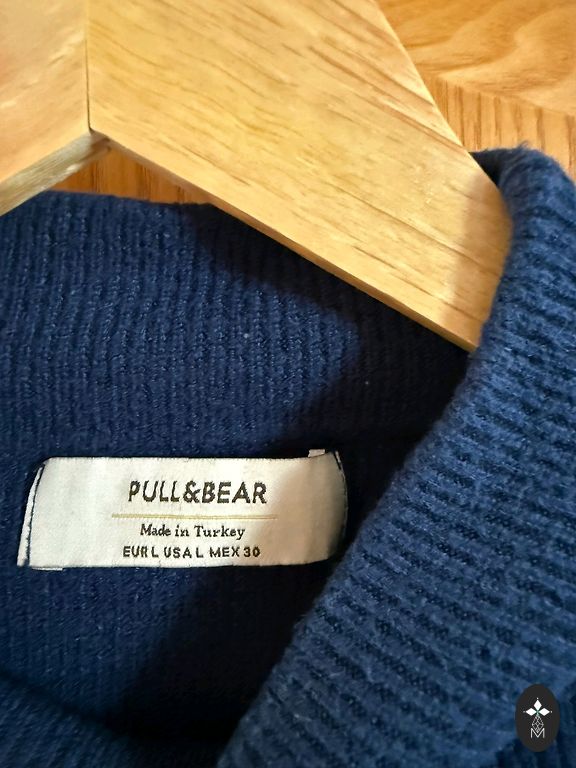 PULL&BEAR
Made in Turkey
EUR L USA L MEX 30
M